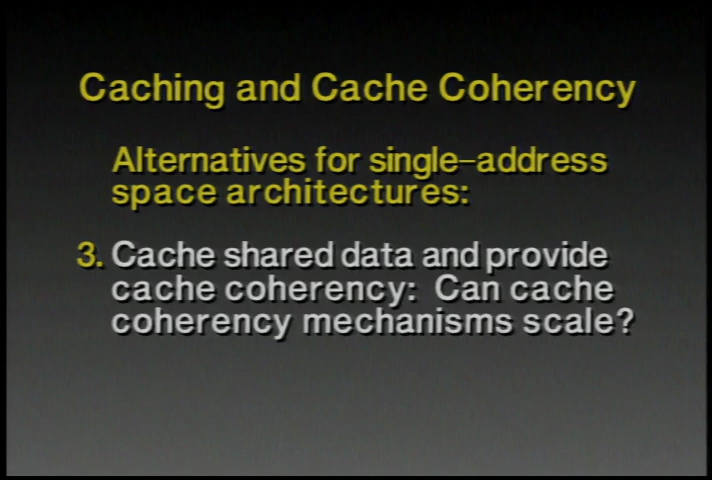 Caching and Cache Coherency
Alternatives for single–address
space architectures:
3. Cache shared data and provide
cache coherency: Can cache
coherency mechanisms scale?